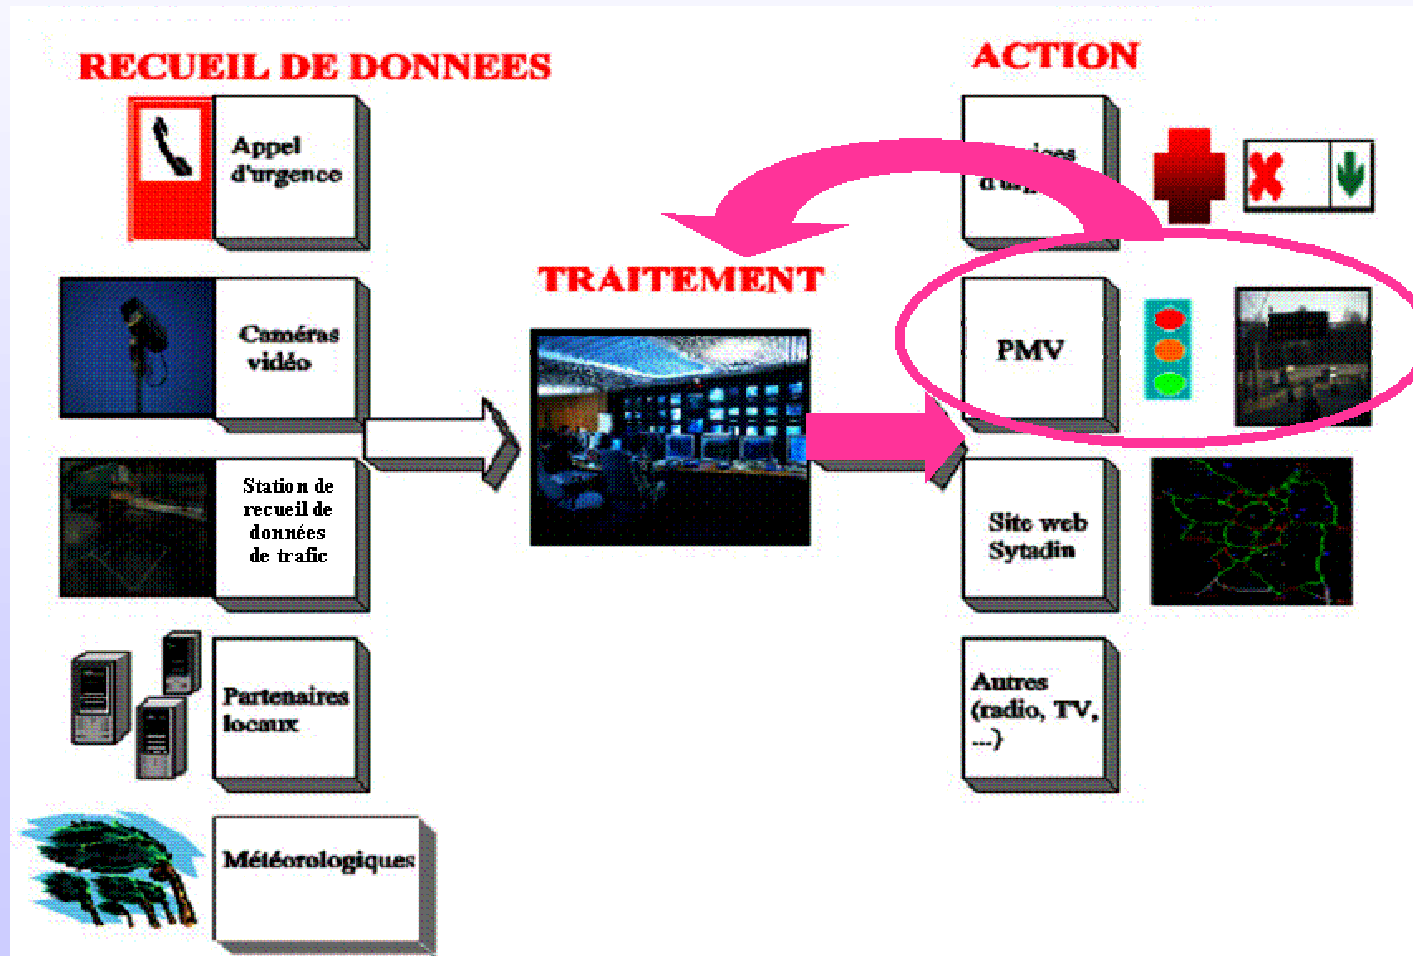 RECUEIL DE DONNEES
Appel
d'urgence
Caméras
vidéo
Station de
recueil de
données
de trafic
Partenaires
locaux
Météorologiques
TRAITEMENT
ACTION
PMV
Site web
Sytadin
Autres
(radio, TV,
...)